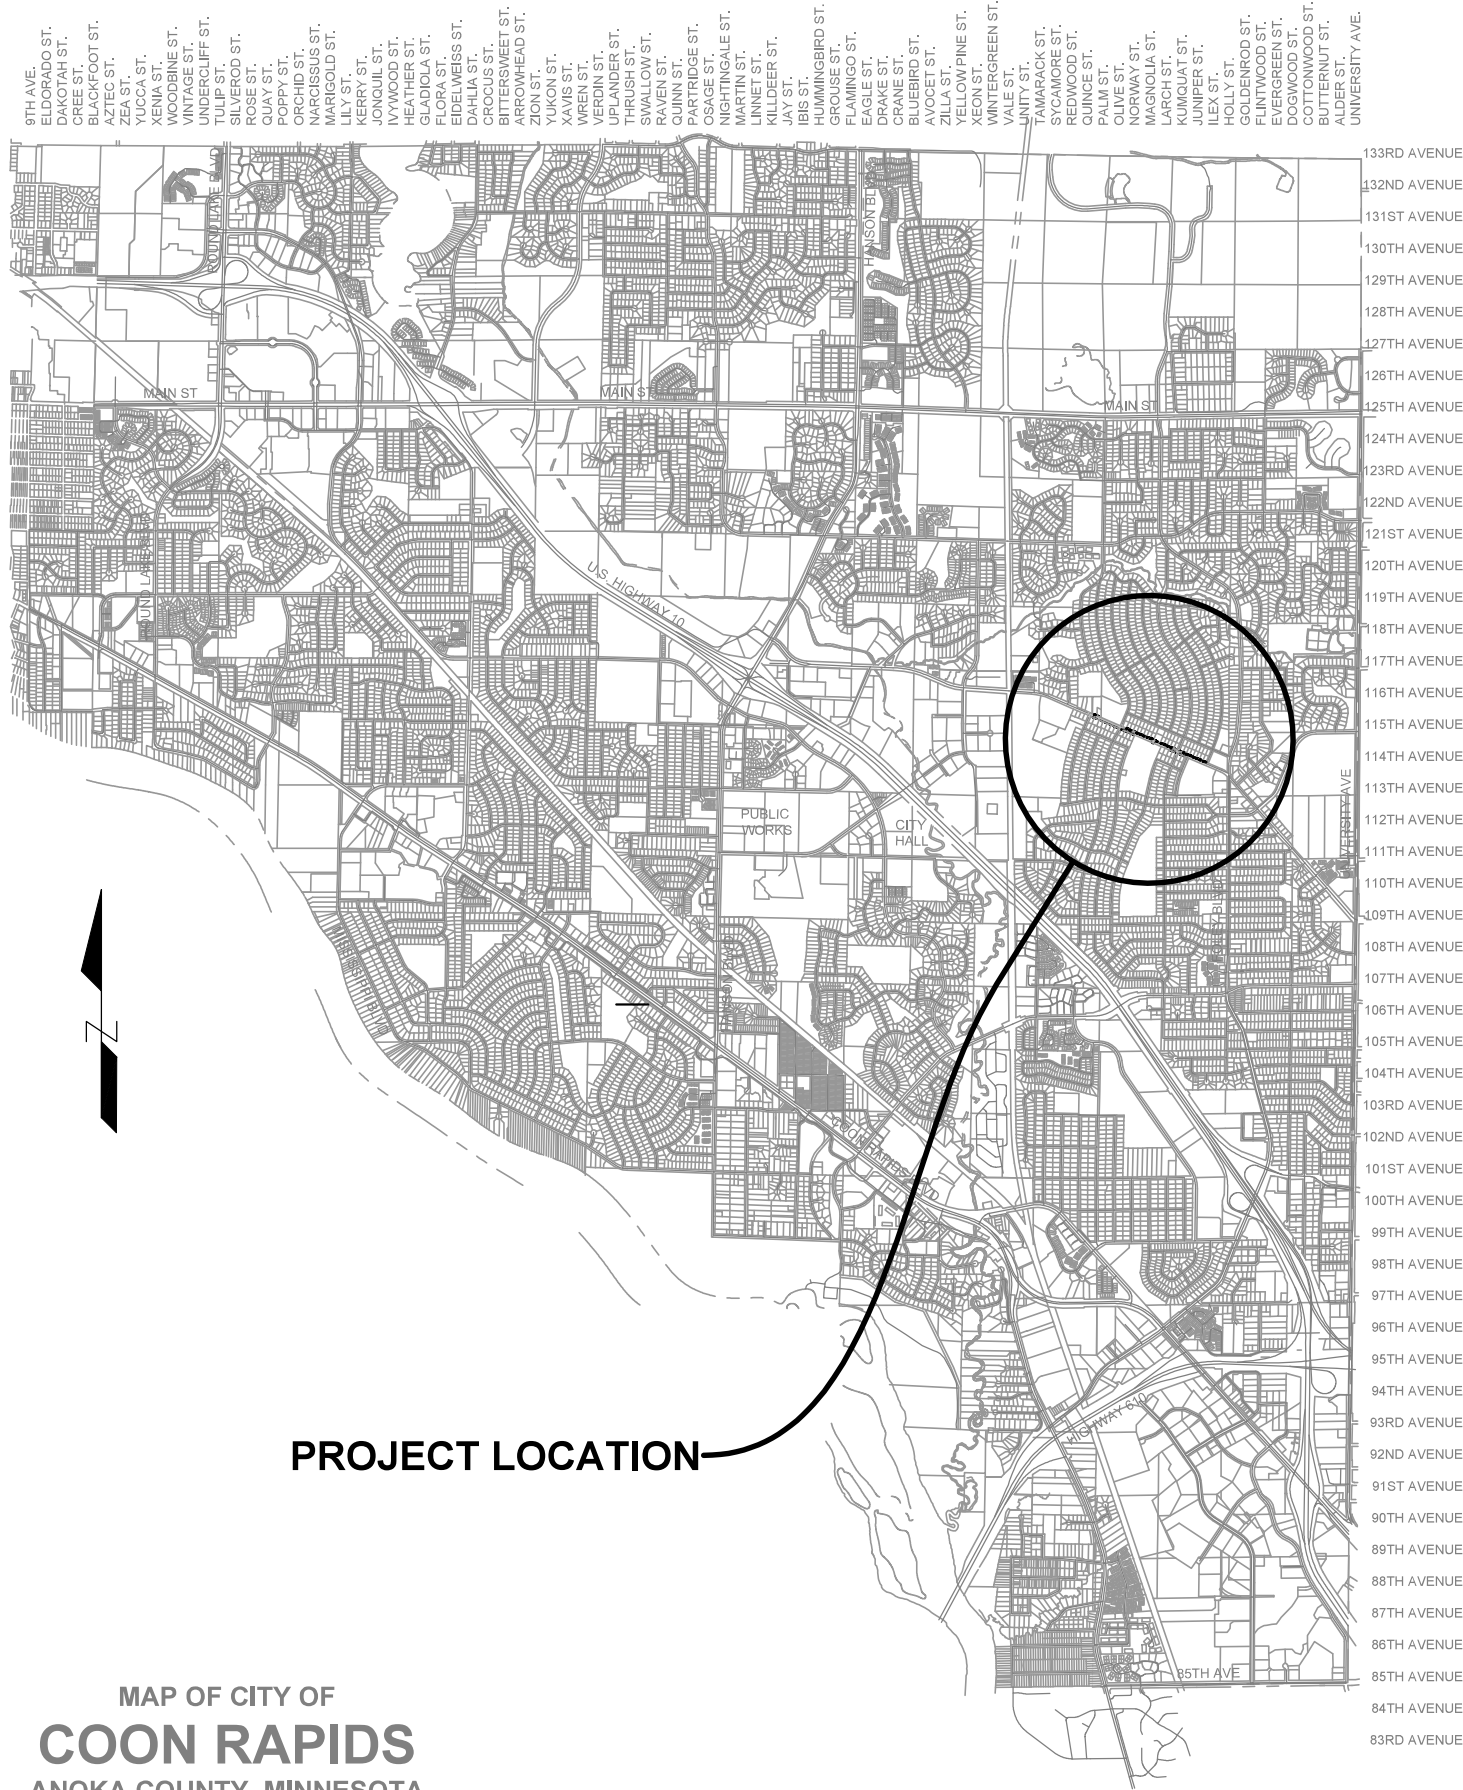 9TH AVE.
ELDORADO ST.
DAKOTAH ST.
CREE ST.
BLACKFOOT ST.
AZTEC ST.
ZEA ST.
YUCCA ST.
XENIA ST.
WOODBINE ST.
VINTAGE ST.
UNDERCLIFF ST.
TULIP ST.
SILVEROD ST.
ROSE ST.
QUAY ST.
POPPY ST.
ORCHID ST.
NARCISSUS ST.
MARIGOLD ST.
LILY ST.
KERRY ST.
JONQUIL ST.
IVYWOOD ST.
HEATHER ST.
GLADIOLA ST.
FLORA ST.
EIDELWEISS ST.
DAHLIA ST.
CROCUS ST.
BITTERSWEET ST.
ARROWHEAD ST.
ZION ST.
YUKON ST.
XAVIS ST.
WREN ST.
VERDIN ST.
UPLANDER ST.
THRUSH ST.
SWALLOW ST.
RAVEN ST.
QUINN ST.
PARTRIDGE ST.
OSAGE ST.
NIGHTINGALE ST.
MARTIN ST.
LINNET ST.
KILLDEER ST.
JAY ST.
IBIS ST.
HUMMINGBIRD ST.
GROUSE ST.
FLAMINGO ST.
EAGLE ST.
DRAKE ST.
CRANE ST.
BLUEBIRD ST.
AVOCET ST.
ZILLA ST.
YELLOW PINE ST.
XEON ST.
WINTERGREEN ST.
VALE ST.
UNITY ST.
TAMARACK ST.
SYCAMORE ST.
REDWOOD ST.
QUINCE ST.
PALM ST.
OLIVE ST.
NORWAY ST.
MAGNOLIA ST.
LARCH ST.
KUMQUAT ST.
JUNIPER ST.
ILEX ST.
HOLLY ST.
GOLDENROD ST.
FLINTWOOD ST.
EVERGREEN ST.
DOGWOOD ST.
COTTONWOOD ST.
BUTTERNUT ST.
ALDER ST.
UNIVERSITY AVE.
133RD AVENUE
132ND AVENUE
131ST AVENUE
130TH AVENUE
129TH AVENUE
128TH AVENUE
127TH AVENUE
126TH AVENUE
125TH AVENUE
124TH AVENUE
123RD AVENUE
122ND AVENUE
121ST AVENUE
120TH AVENUE
119TH AVENUE
118TH AVENUE
117TH AVENUE
116TH AVENUE
115TH AVENUE
114TH AVENUE
113TH AVENUE
112TH AVENUE
111TH AVENUE
110TH AVENUE
109TH AVENUE
108TH AVENUE
107TH AVENUE
106TH AVENUE
105TH AVENUE
104TH AVENUE
103RD AVENUE
102ND AVENUE
101ST AVENUE
100TH AVENUE
99TH AVENUE
98TH AVENUE
97TH AVENUE
96TH AVENUE
95TH AVENUE
94TH AVENUE
93RD AVENUE
92ND AVENUE
91ST AVENUE
90TH AVENUE
89TH AVENUE
88TH AVENUE
87TH AVENUE
86TH AVENUE
85TH AVENUE
84TH AVENUE
83RD AVENUE
MAIN ST
MAIN ST
MAIN ST
U.S. HIGHWAY 10
PUBLIC
WORKS
CITY
HALL
N
HIGHWAY 610
85TH AVE
PROJECT LOCATION
MAP OF CITY OF
COON RAPIDS
ANOKA COUNTY, MINNESOTA